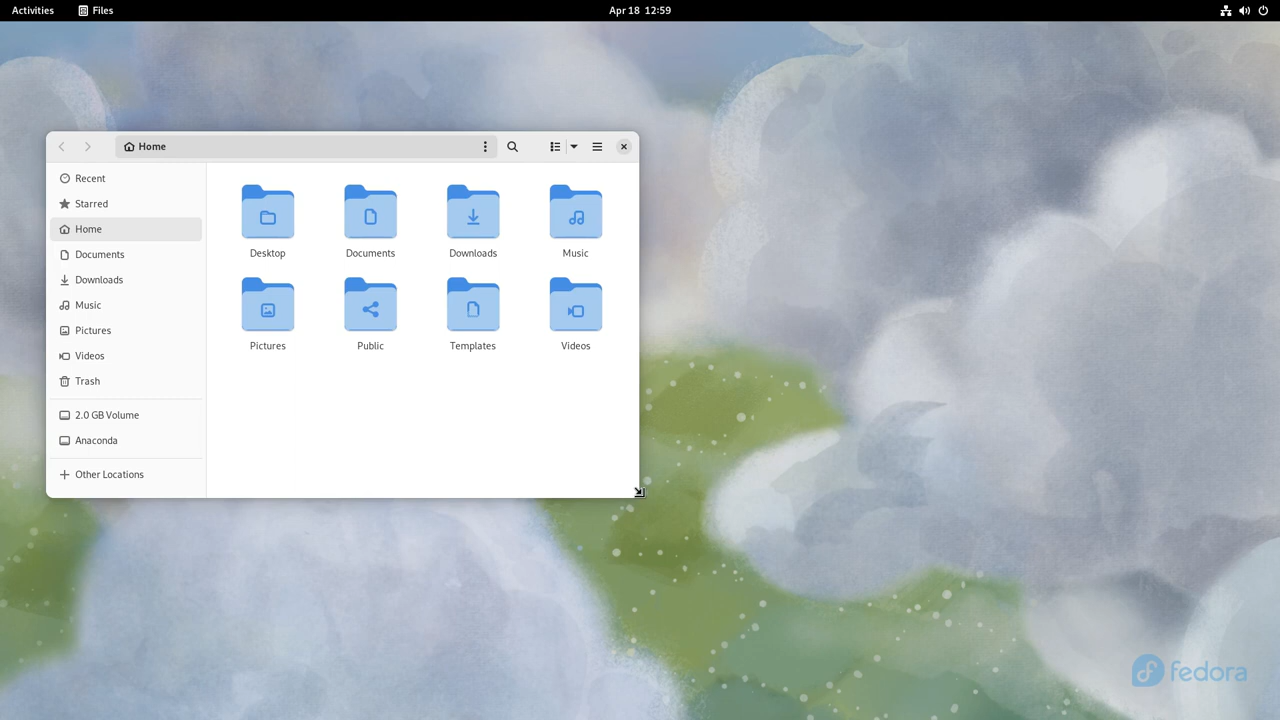 Activities
Files
Apr 18 12:59
Home
Recent
Starred
Home
Documents
Downloads
Music
Pictures
Videos
Trash
2.0 GB Volume
Anaconda
Other Locations
Desktop
Documents
Downloads
Music
Pictures
Public
Templates
Videos
fedora